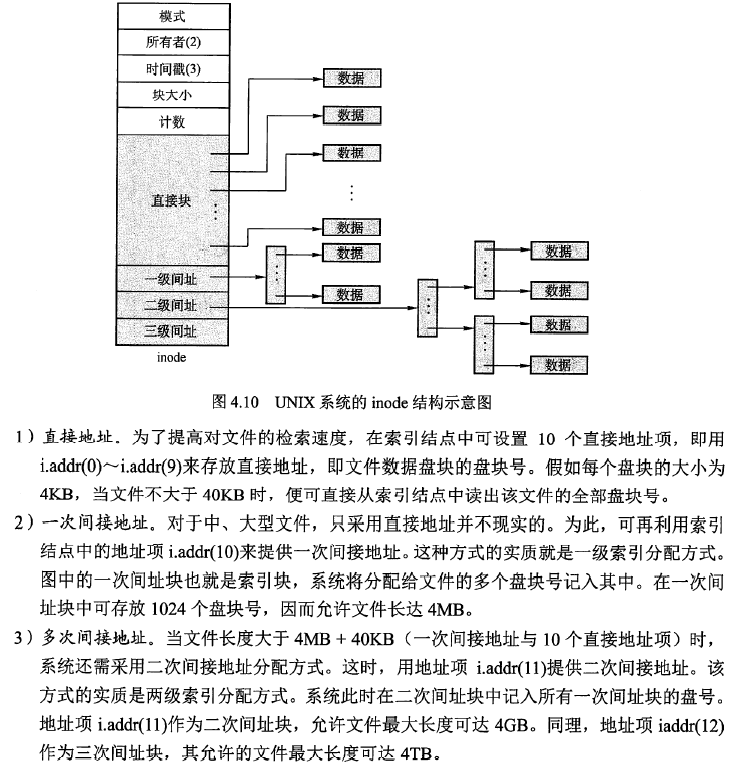 模式
所有者(2)
时间戳(3)
块大小
计数
直接块
一级间址
二级间址
三级间址
inode
数据
数据
数据
数据
数据
数据
数据
数据
数据
数据
图 4.10 UNIX 系统的 inode 结构示意图
1）直接地址。为了提高对文件的检索速度，在索引结点中可设置 10 个直接地址项，即用
i.addr(0)～i.addr(9)来存放直接地址，即文件数据盘块的盘块号。假如每个盘块的大小为
4KB，当文件不大于 40KB 时，便可直接从索引结点中读出该文件的全部盘块号。
2）一次间接地址。对于中、大型文件，只采用直接地址并不现实的。为此，可再利用索引
结点中的地址项 i.addr(10)来提供一次间接地址。这种方式的实质就是一级索引分配方式。
图中的一次间址块也就是索引块，系统将分配给文件的多个盘块号记入其中。在一次间
址块中可存放 1024 个盘块号，因而允许文件长达 4MB。
3）多次间接地址。当文件长度大于 4MB + 40KB（一次间接地址与 10 个直接地址项）时，
系统还需采用二次间接地址分配方式。这时，用地址项 i.addr(11)提供二次间接地址。该
方式的实质是两级索引分配方式。系统此时在二次间址块中记入所有一次间址块的盘号。
地址项 i.addr(11)作为二次间址块，允许文件最大长度可达 4GB。同理，地址项 iaddr(12)
作为三次间址块，其允许的文件最大长度可达 4TB。